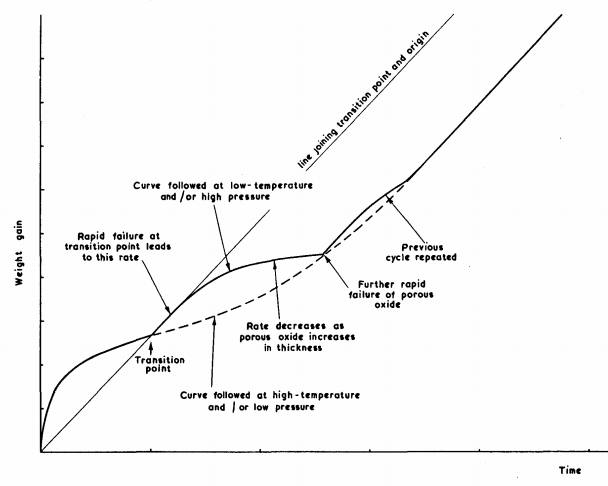 line joining transition point and origin
Curve followed at low-temperature
and / or high pressure
Rapid failure at
transition point leads
to this rate
Weight gain
Previous
cycle repeated
Further rapid
failure of porous
oxide
Rate decreases as
porous oxide increases
in thickness
Transition
point
Curve followed at high-temperature
and / or low pressure
Time